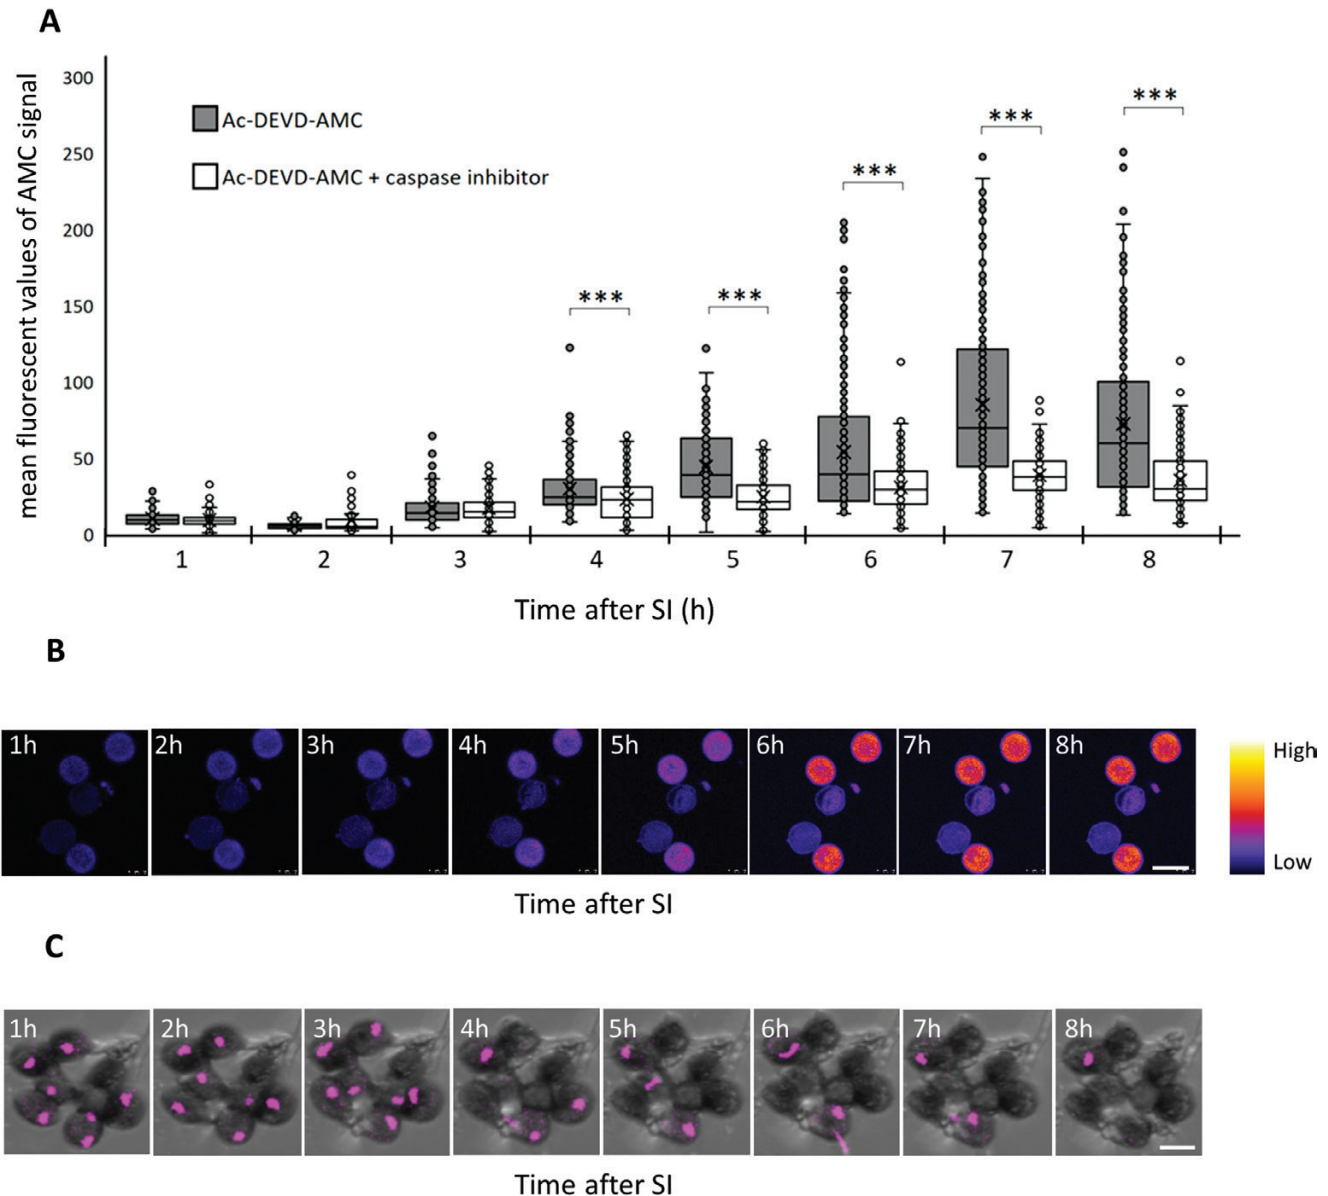 A
mean fluorescent values of AMC signal
300
250
200
150
100
50
0
Ac-DEVD-AMC
Ac-DEVD-AMC + caspase inhibitor
*** *** *** *** ***
1 2 3 4 5 6 7 8
Time after SI (h)
B
1h 2h 3h 4h 5h 6h 7h 8h
High
Low
Time after SI
C
1h 2h 3h 4h 5h 6h 7h 8h
Time after SI